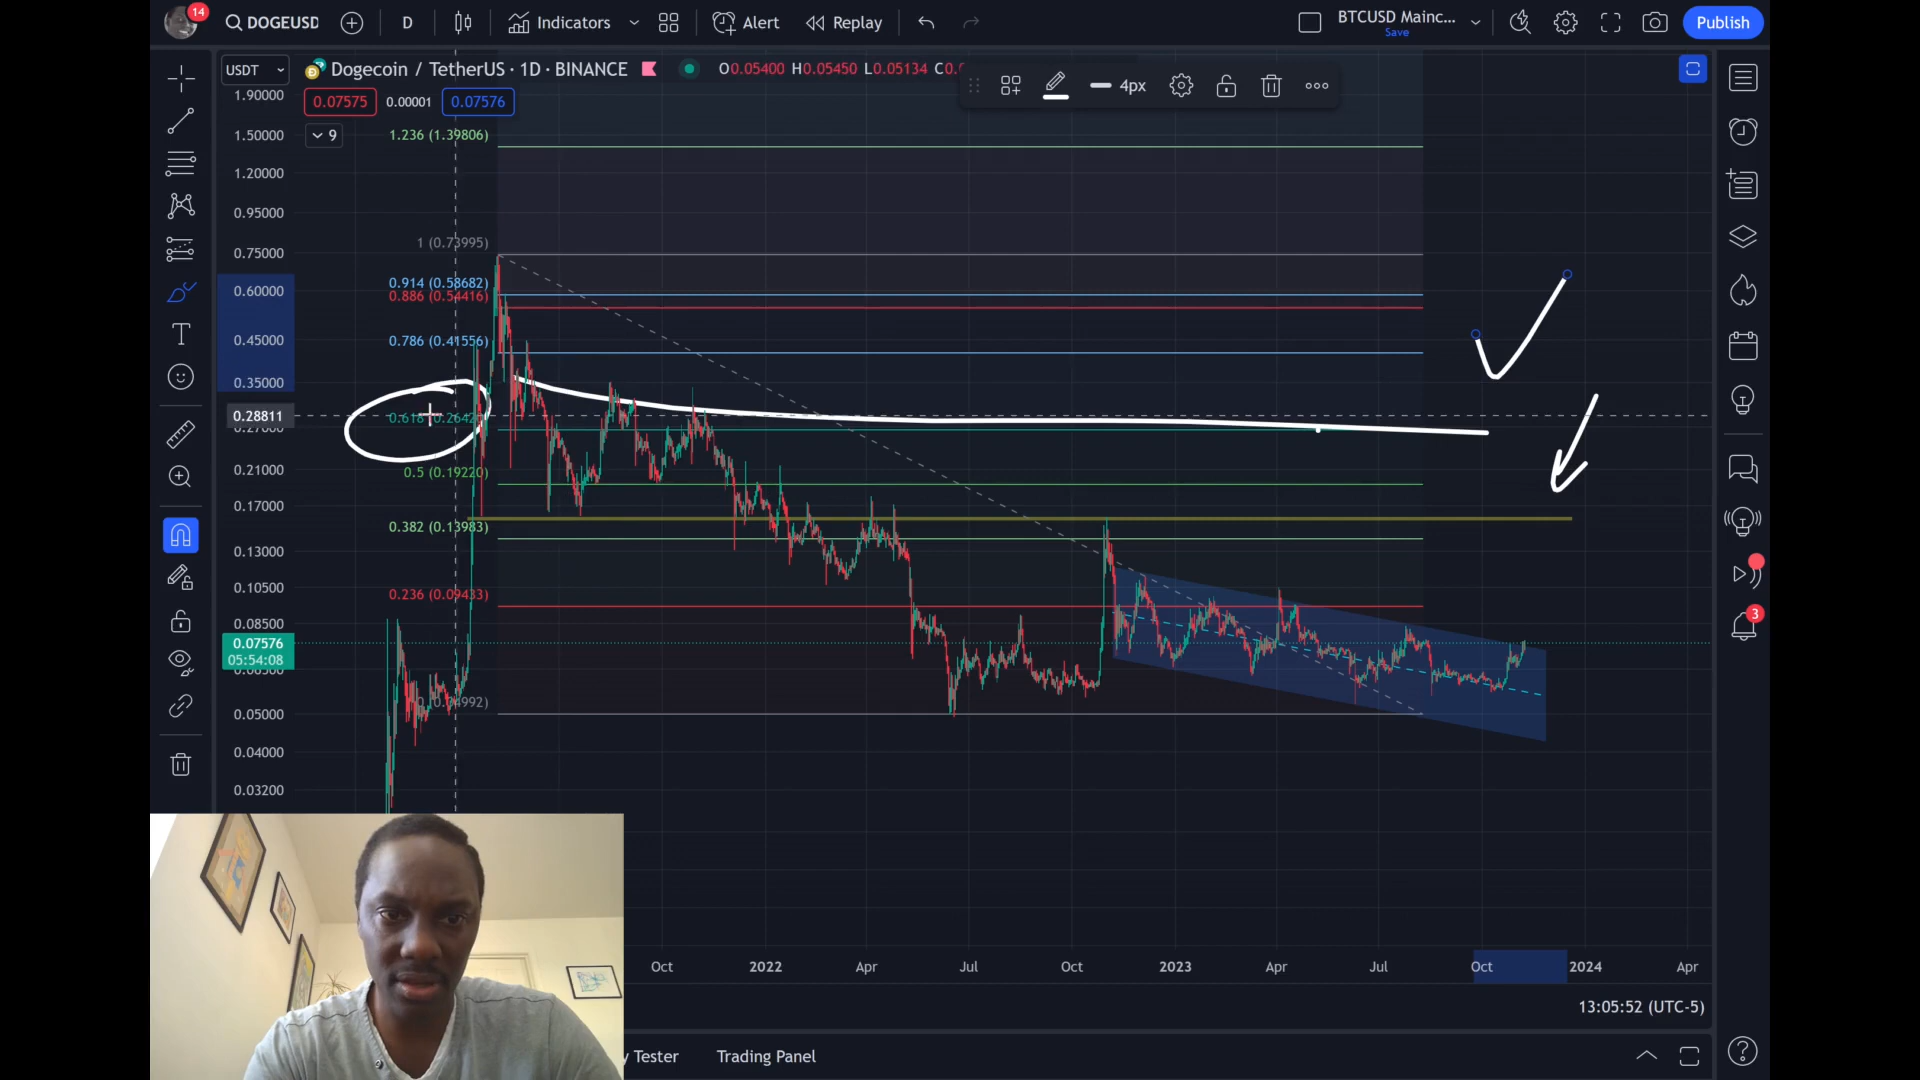 14
DOGEUSD
D
Indicators
Alert
Replay
BTCUSD Mainc...
Save
Publish
USDT
Dogecoin / TetherUS · 1D · BINANCE
O0.05400 H0.05450 L0.05134
4px
0.07575
0.00001
0.07576
9
1.90000
1.50000
1.20000
0.95000
0.75000
0.60000
0.45000
0.35000
0.28811
0.21000
0.17000
0.13000
0.10500
0.08500
0.07576
05:54:08
0.05000
0.04000
0.03200
1.236 (1.39806)
1 (0.73995)
0.914 (0.58682)
0.886 (0.54416)
0.786 (0.41556)
0.5 (0.19220)
0.382 (0.13983)
0.236 (0.09433)
3
Oct
2022
Apr
Jul
Oct
2023
Apr
Jul
Oct
2024
Apr
13:05:52 (UTC-5)
Tester
Trading Panel